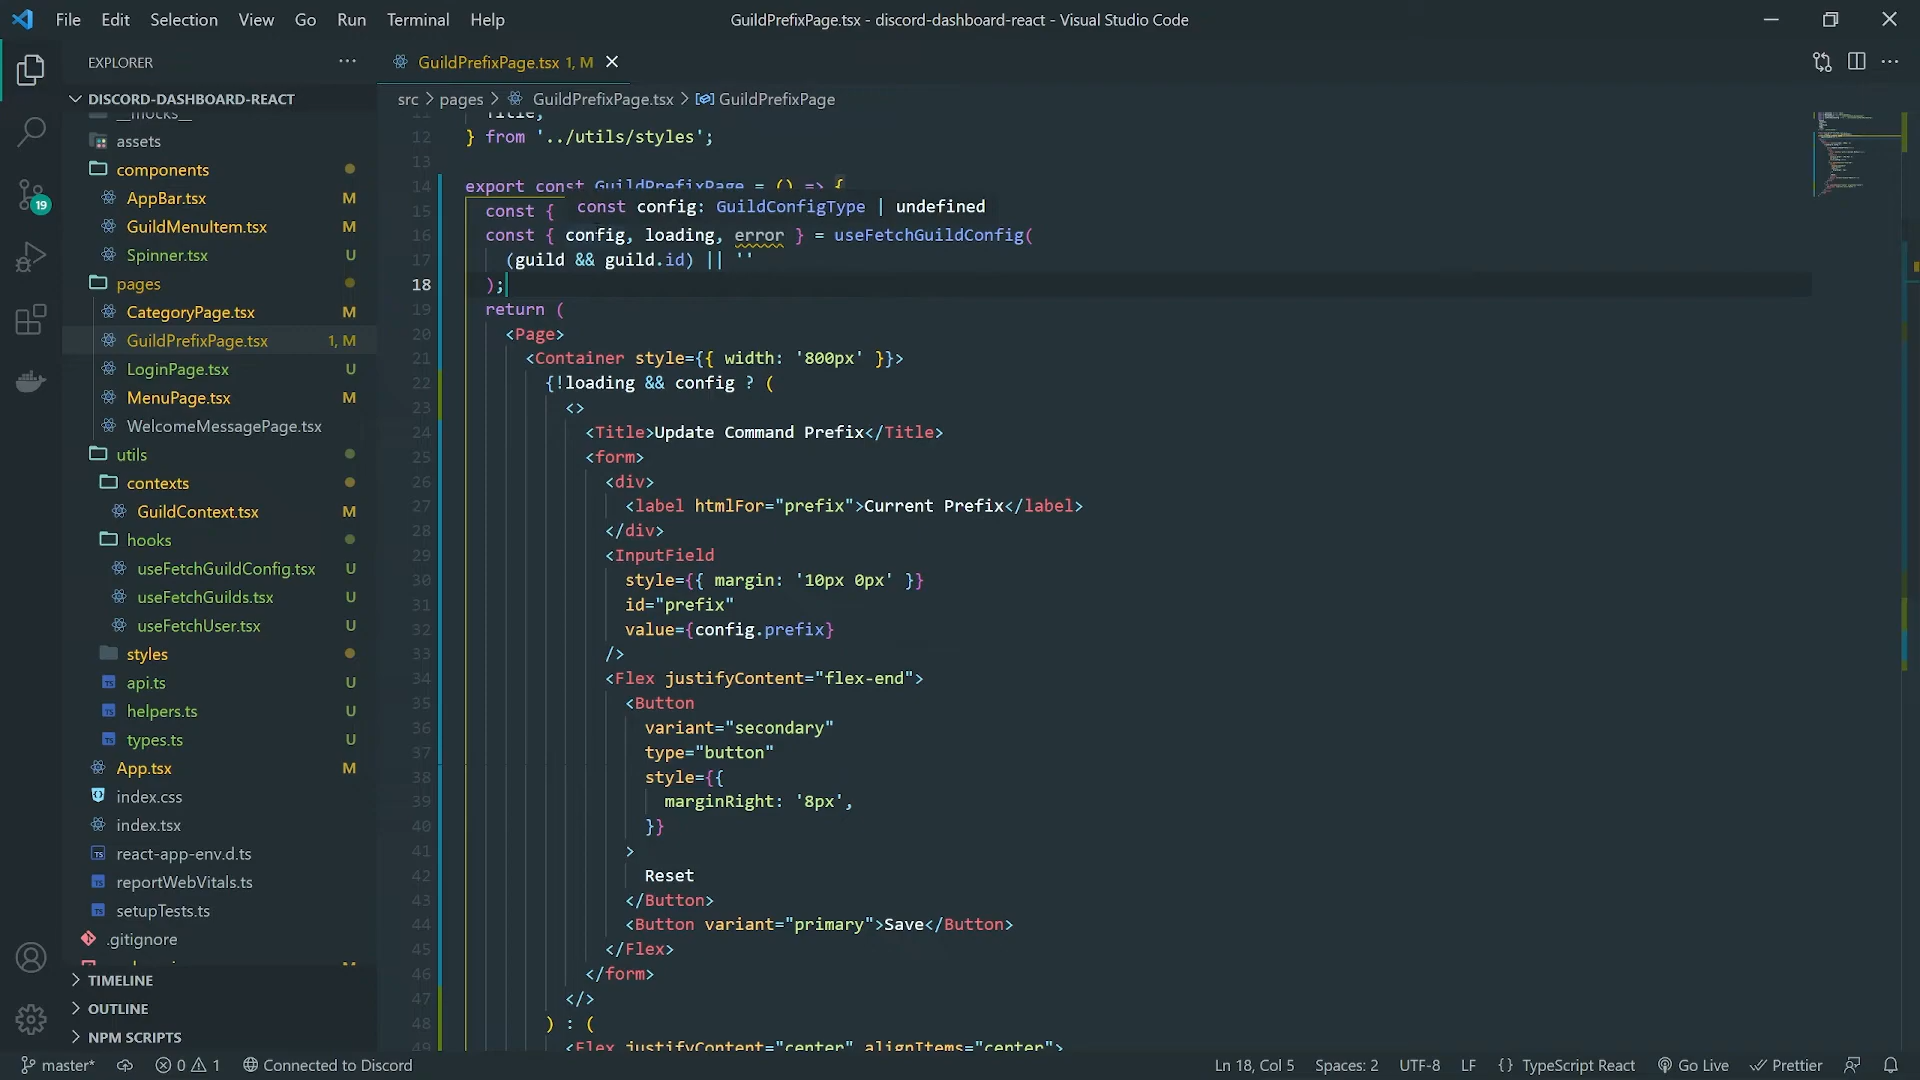 File Edit Selection View Go Run Terminal Help
GuildPrefixPage.tsx - discord-dashboard-react - Visual Studio Code
EXPLORER
DISCORD-DASHBOARD-REACT
__mocks__
assets
components
AppBar.tsx M
GuildMenuItem.tsx M
Spinner.tsx U
pages
CategoryPage.tsx M
GuildPrefixPage.tsx 1, M
LoginPage.tsx U
MenuPage.tsx M
WelcomeMessagePage.tsx
utils
contexts
GuildContext.tsx M
hooks
useFetchGuildConfig.tsx U
useFetchGuilds.tsx U
useFetchUser.tsx U
styles
api.ts U
helpers.ts U
types.ts U
App.tsx M
index.css
index.tsx
react-app-env.d.ts
reportWebVitals.ts
setupTests.ts
.gitignore
TIMELINE
OUTLINE
NPM SCRIPTS
19
GuildPrefixPage.tsx 1, M
src > pages > GuildPrefixPage.tsx > GuildPrefixPage
11 Title,
12 } from '../utils/styles';
13
14 export const GuildPrefixPage = () => {
15 const {
const config: GuildConfigType | undefined
16 const { config, loading, error } = useFetchGuildConfig(
17 (guild && guild.id) || ''
18 );
19 return (
20 <Page>
21 <Container style={{ width: '800px' }}>
22 {!loading && config ? (
23 <>
24 <Title>Update Command Prefix</Title>
25 <form>
26 <div>
27 <label htmlFor="prefix">Current Prefix</label>
28 </div>
29 <InputField
30 style={{ margin: '10px 0px' }}
31 id="prefix"
32 value={config.prefix}
33 />
34 <Flex justifyContent="flex-end">
35 <Button
36 variant="secondary"
37 type="button"
38 style={{
39 marginRight: '8px',
40 }}
41 >
42 Reset
43 </Button>
44 <Button variant="primary">Save</Button>
45 </Flex>
46 </form>
47 </>
48 ) : (
49 <Flex justifyContent="center" alignItems="center">
master* 0 1 Connected to Discord
Ln 18, Col 5 Spaces: 2 UTF-8 LF {} TypeScript React Go Live Prettier